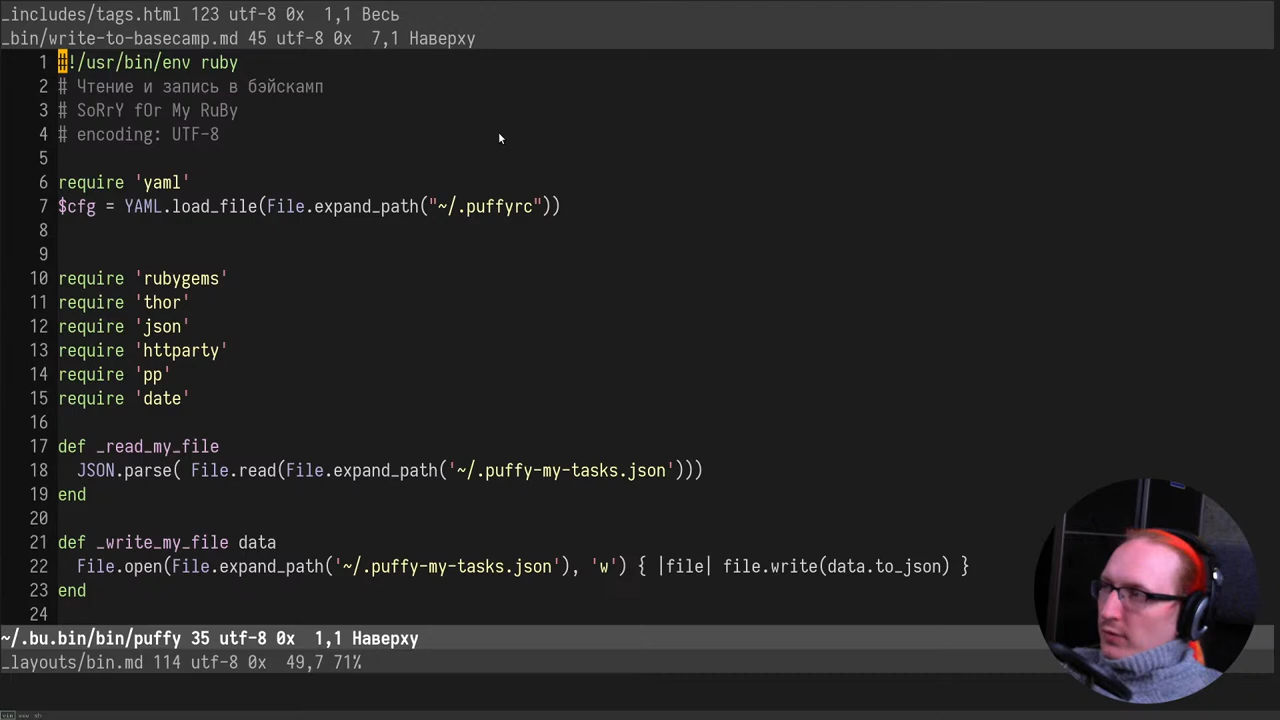 _includes/tags.html 123 utf-8 0x 1,1 Весь
_bin/write-to-basecamp.md 45 utf-8 0x 7,1 Наверху
1 #!/usr/bin/env ruby
2 # Чтение и запись в бэйскамп
3 # SoRrY fOr My RuBy
4 # encoding: UTF-8
5
6 require 'yaml'
7 $cfg = YAML.load_file(File.expand_path("~/.puffyrc"))
8
9
10 require 'rubygems'
11 require 'thor'
12 require 'json'
13 require 'httparty'
14 require 'pp'
15 require 'date'
16
17 def _read_my_file
18 JSON.parse( File.read(File.expand_path('~/.puffy-my-tasks.json')))
19 end
20
21 def _write_my_file data
22 File.open(File.expand_path('~/.puffy-my-tasks.json'), 'w') { |file| file.write(data.to_json) }
23 end
24
~/.bu.bin/bin/puffy 35 utf-8 0x 1,1 Наверху
_layouts/bin.md 114 utf-8 0x 49,7 71%